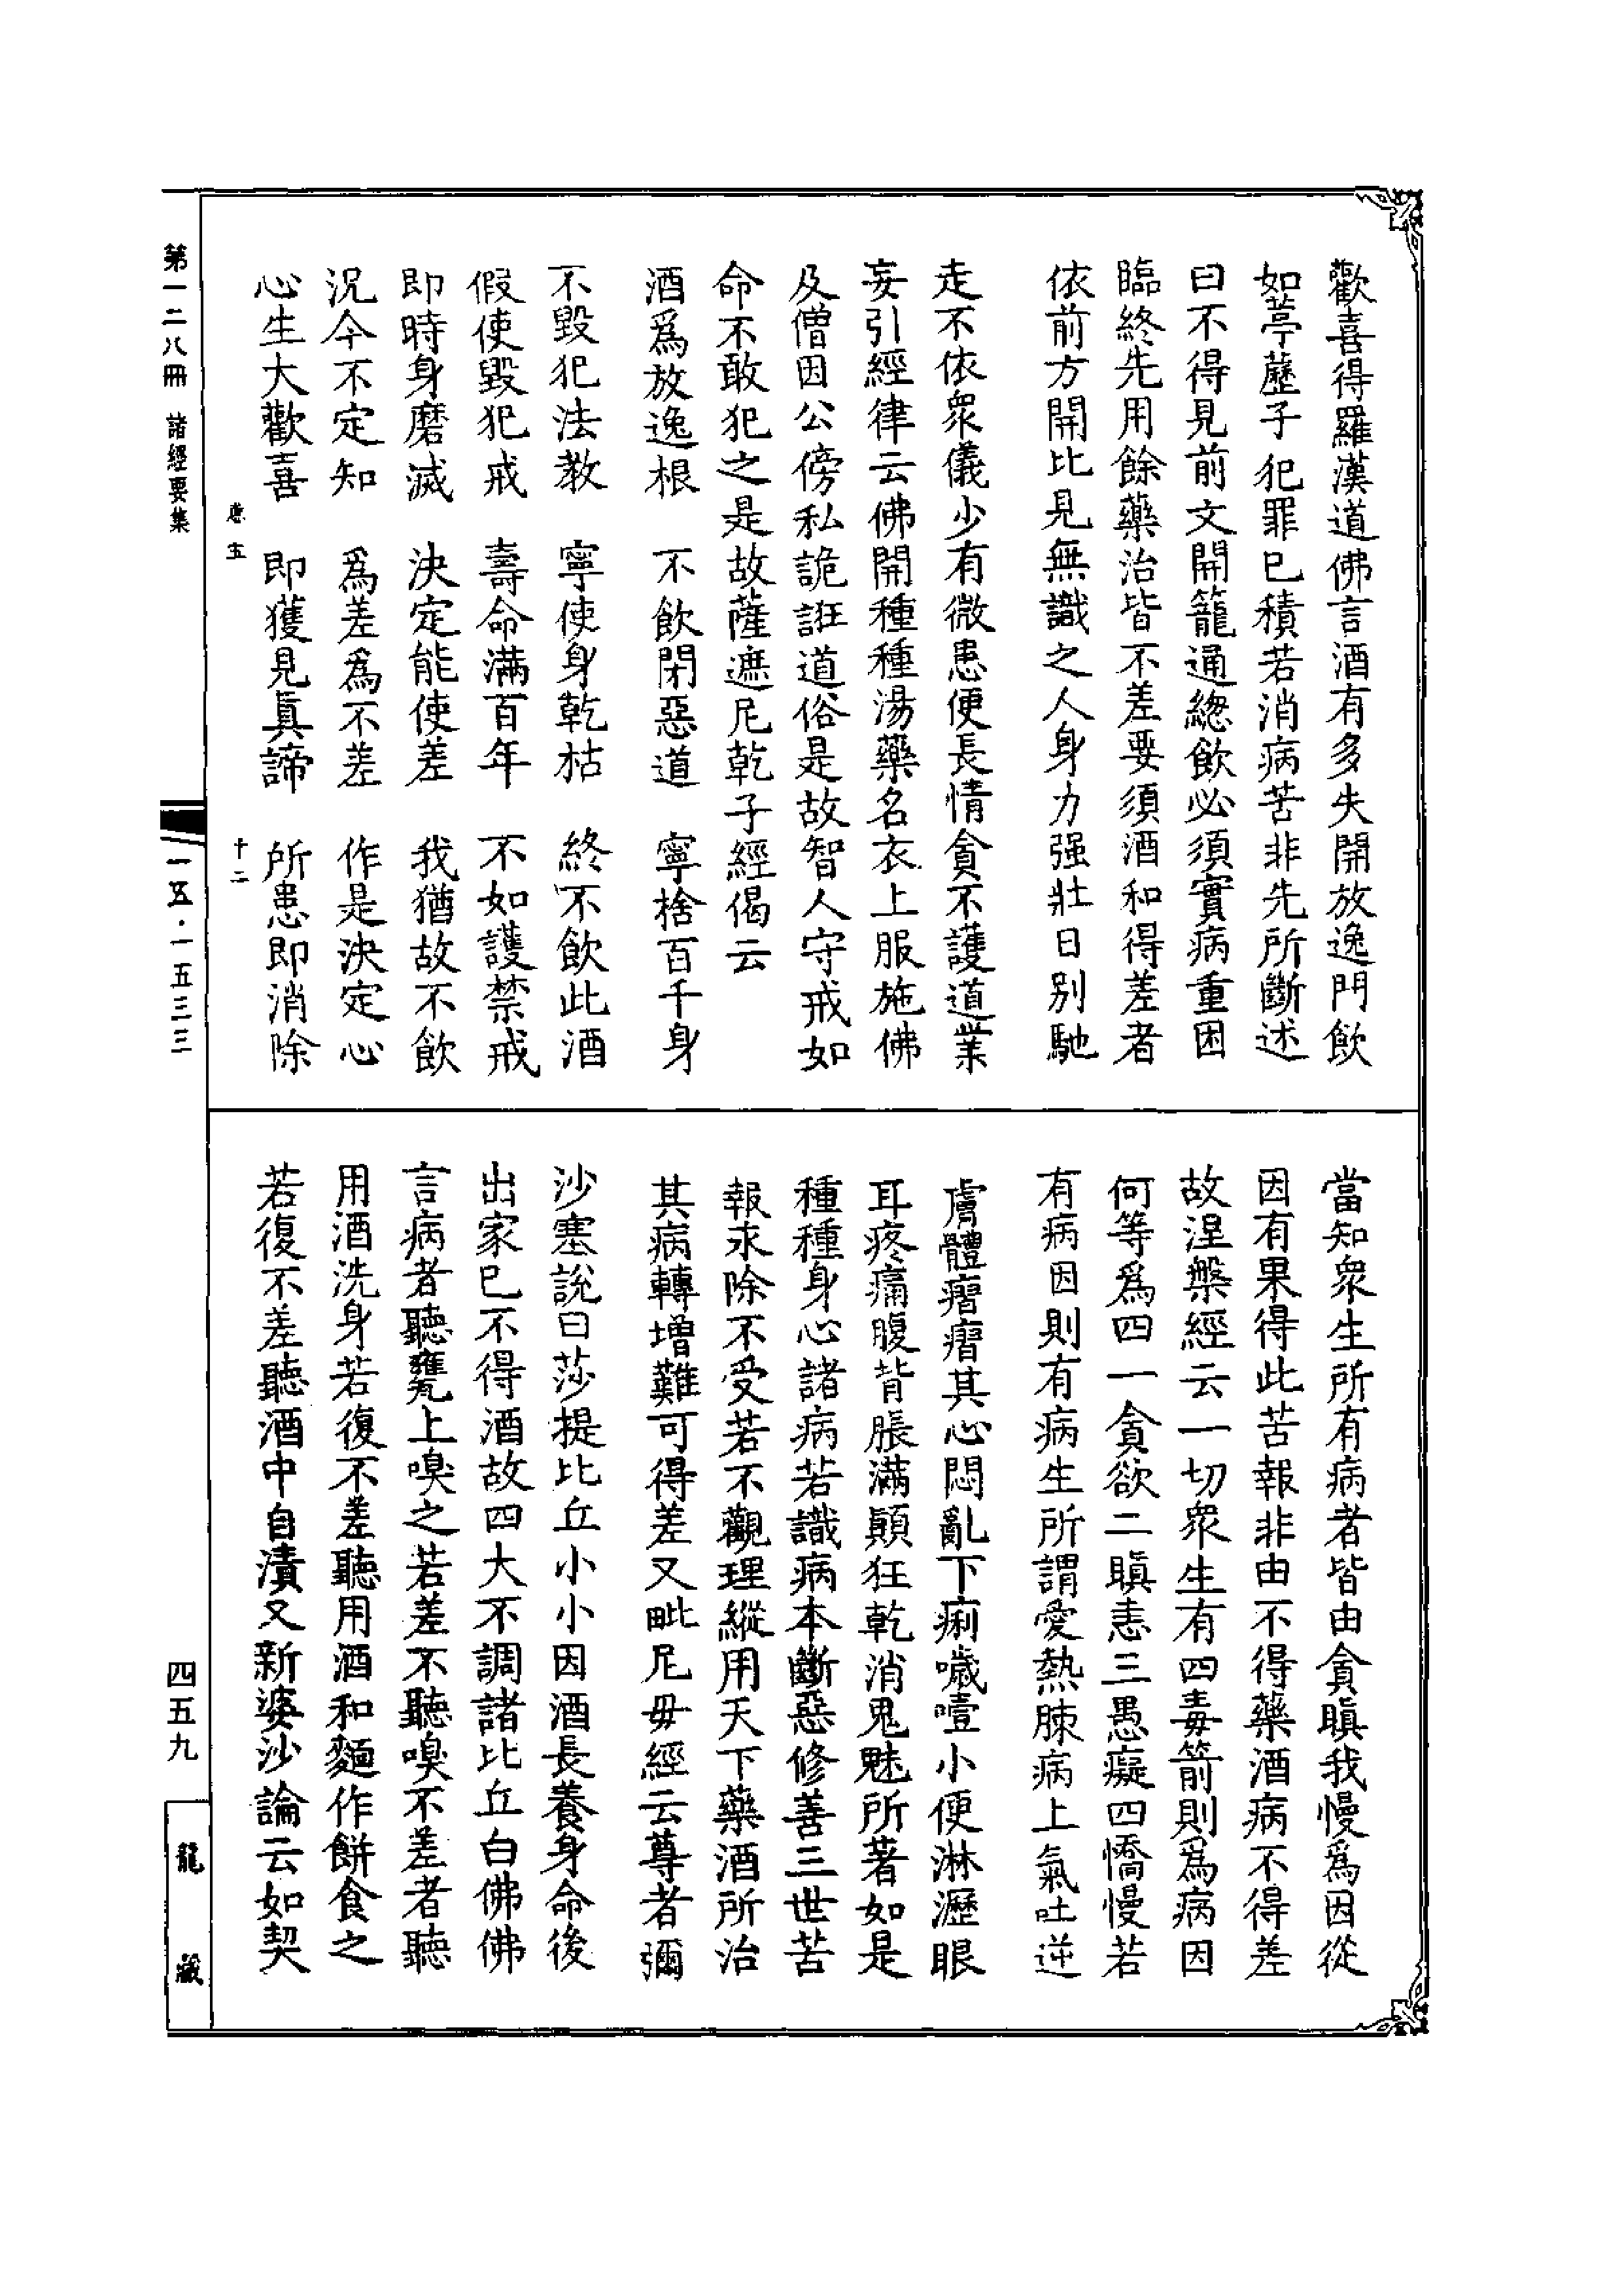 歡喜得羅漢道佛言酒有多失開放逸門飲
如葶藶子犯罪已積若消病苦非先所斷述
曰不得見前文開籠通總飲必須實病重困
臨終先用餘藥治皆不差要須酒和得差者
依前方開比見無識之人身力强壯日別馳
走不依衆儀少有微患便長情貪不護道業
妄引經律云佛開種種湯藥名衣上服施佛
及僧因公傍私詭誑道俗是故智人守戒如
命不敢犯之是故薩遮尼乾子經偈云
酒爲放逸根　不飲閉惡道　寧捨百千身
不毀犯法教　寧使身乾枯　終不飲此酒
假使毀犯戒　壽命滿百年　不如護禁戒
即時身磨滅　決定能使差　我猶故不飲
況今不定知　爲差爲不差　作是決定心
心生大歡喜　即獲見真諦　所患即消除
當知衆生所有病者皆由貪瞋我慢爲因從
因有果得此苦報非由不得藥酒病不得差
故涅槃經云一切衆生有四毒箭則爲病因
何等爲四一貪欲二瞋恚三愚癡四憍慢若
有病因則有病生所謂愛熱肺病上氣吐逆
膚體瘡瘡其心悶亂下痢噦噎小便淋瀝眼
耳疼痛腹背脹滿顛狂乾消鬼魅所著如是
種種身心諸病若識病本斷惡修善三世苦
報求除不受若不觀理縱用天下藥酒所治
其病轉增難可得差又毗尼毋經云尊者彌
沙塞說曰莎提比丘小小因酒長養身命後
出家已不得酒故四大不調諸比丘白佛佛
言病者聽甕上嗅之若差不聽嗅不差者聽
用酒洗身若復不差聽用酒和麵作餅食之
若復不差聽酒中自漬又新婆沙論云如契
第一二八冊　諸經要集
十二
一五·一五三三
四五九
龍藏